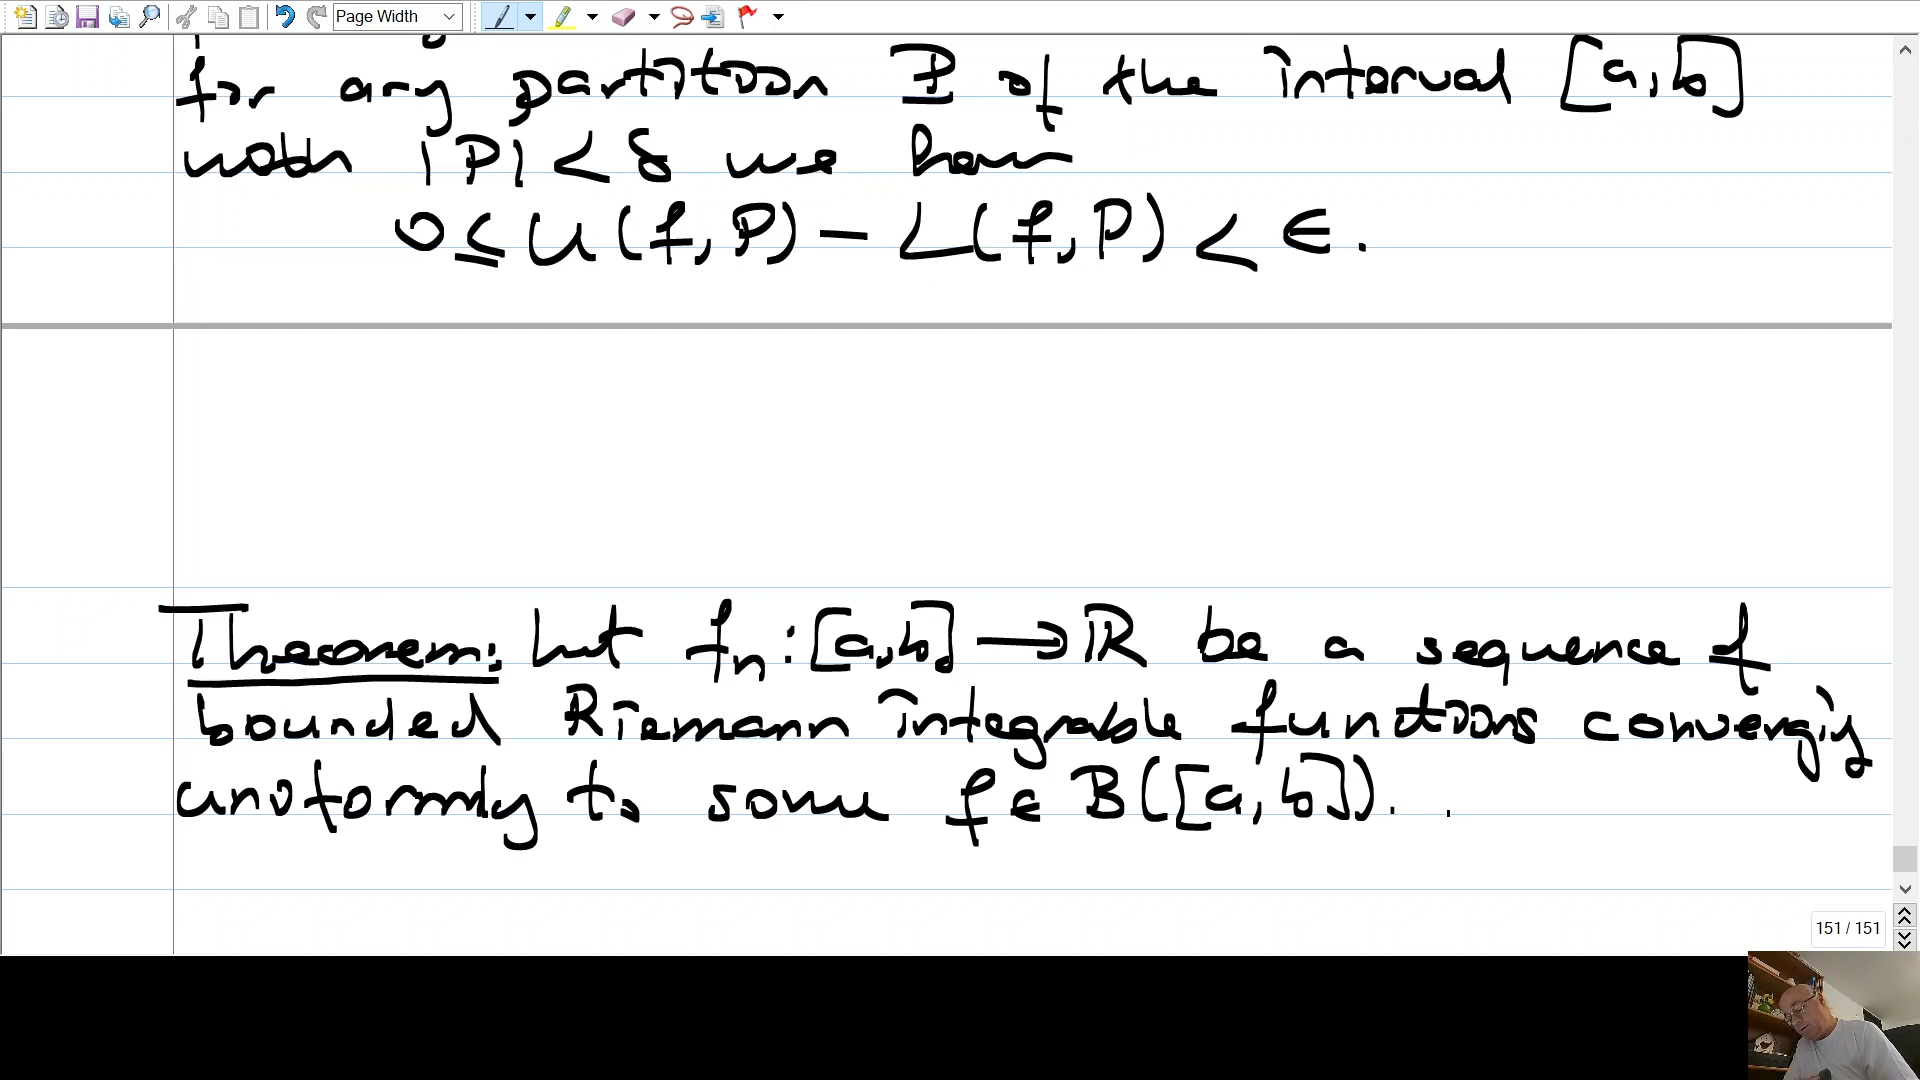 Page Width
for any partition P of the interval [a,b]
with |P| < δ we have
0 ≤ U(f,P) – L(f,P) < ϵ.
Theorem: Let fn : [a,b] → ℝ be a sequence of
bounded Riemann integrable functions converging
uniformly to some f ∈ B([a,b]).
151 / 151